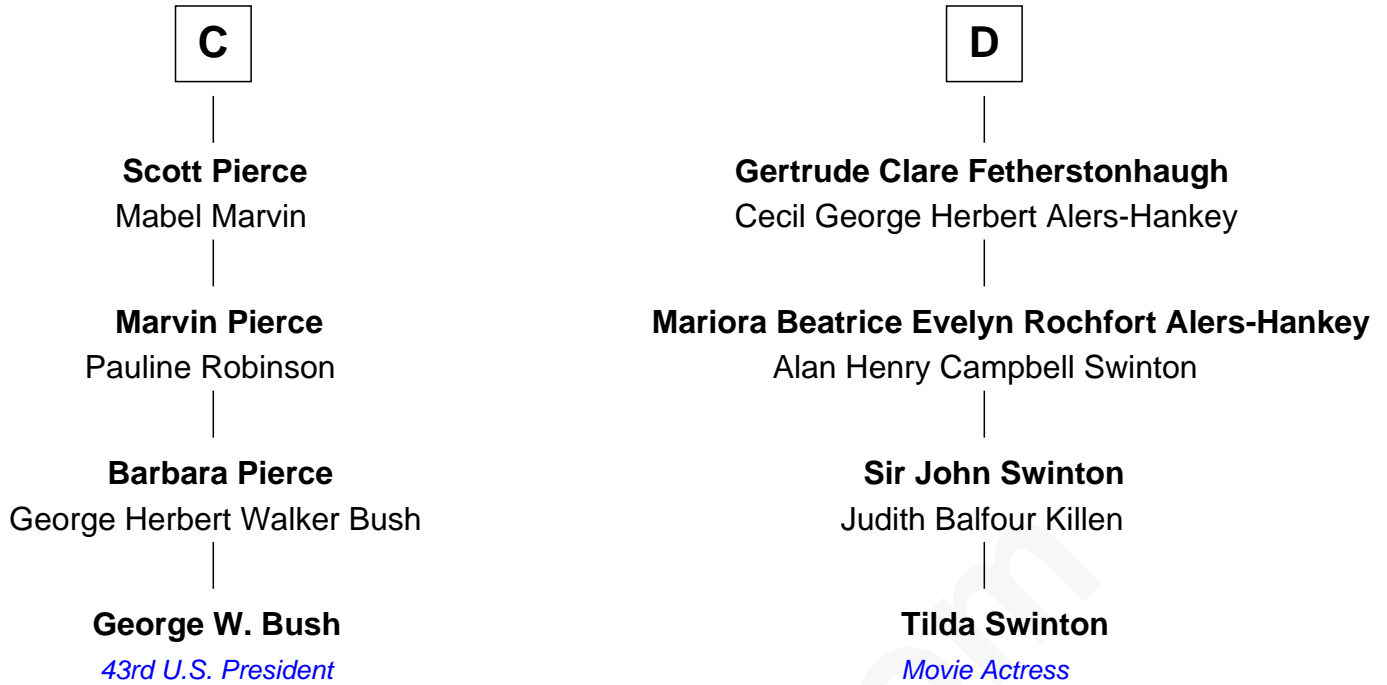 C
Scott Pierce
Mabel Marvin
Marvin Pierce
Pauline Robinson
Barbara Pierce
George Herbert Walker Bush
George W. Bush
43rd U.S. President
D
Gertrude Clare Fetherstonhaugh
Cecil George Herbert Alers-Hankey
Mariora Beatrice Evelyn Rochfort Alers-Hankey
Alan Henry Campbell Swinton
Sir John Swinton
Judith Balfour Killen
Tilda Swinton
Movie Actress